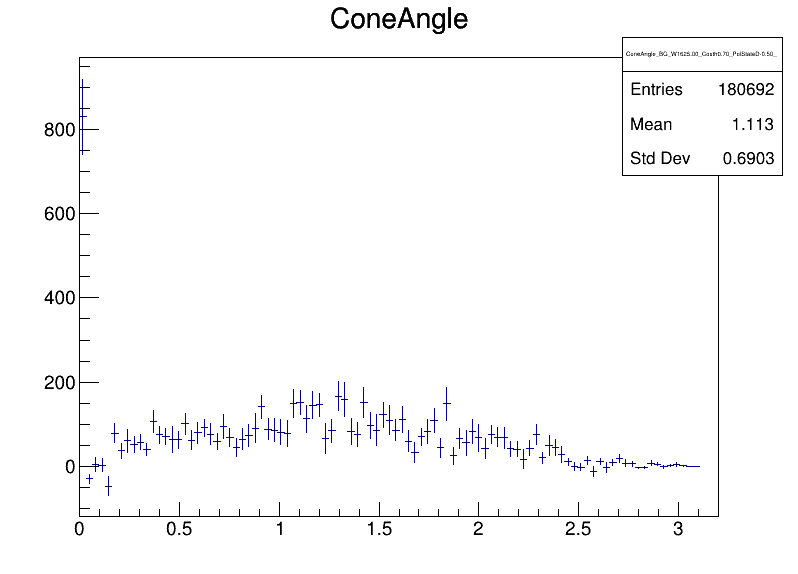 ConeAngle
ConeAngle_BG_W1625.00_Costh0.70_PolStateD-0.50_
Entries 180692
Mean 1.113
Std Dev 0.6903
800
600
400
200
0
0 0.5 1 1.5 2 2.5 3